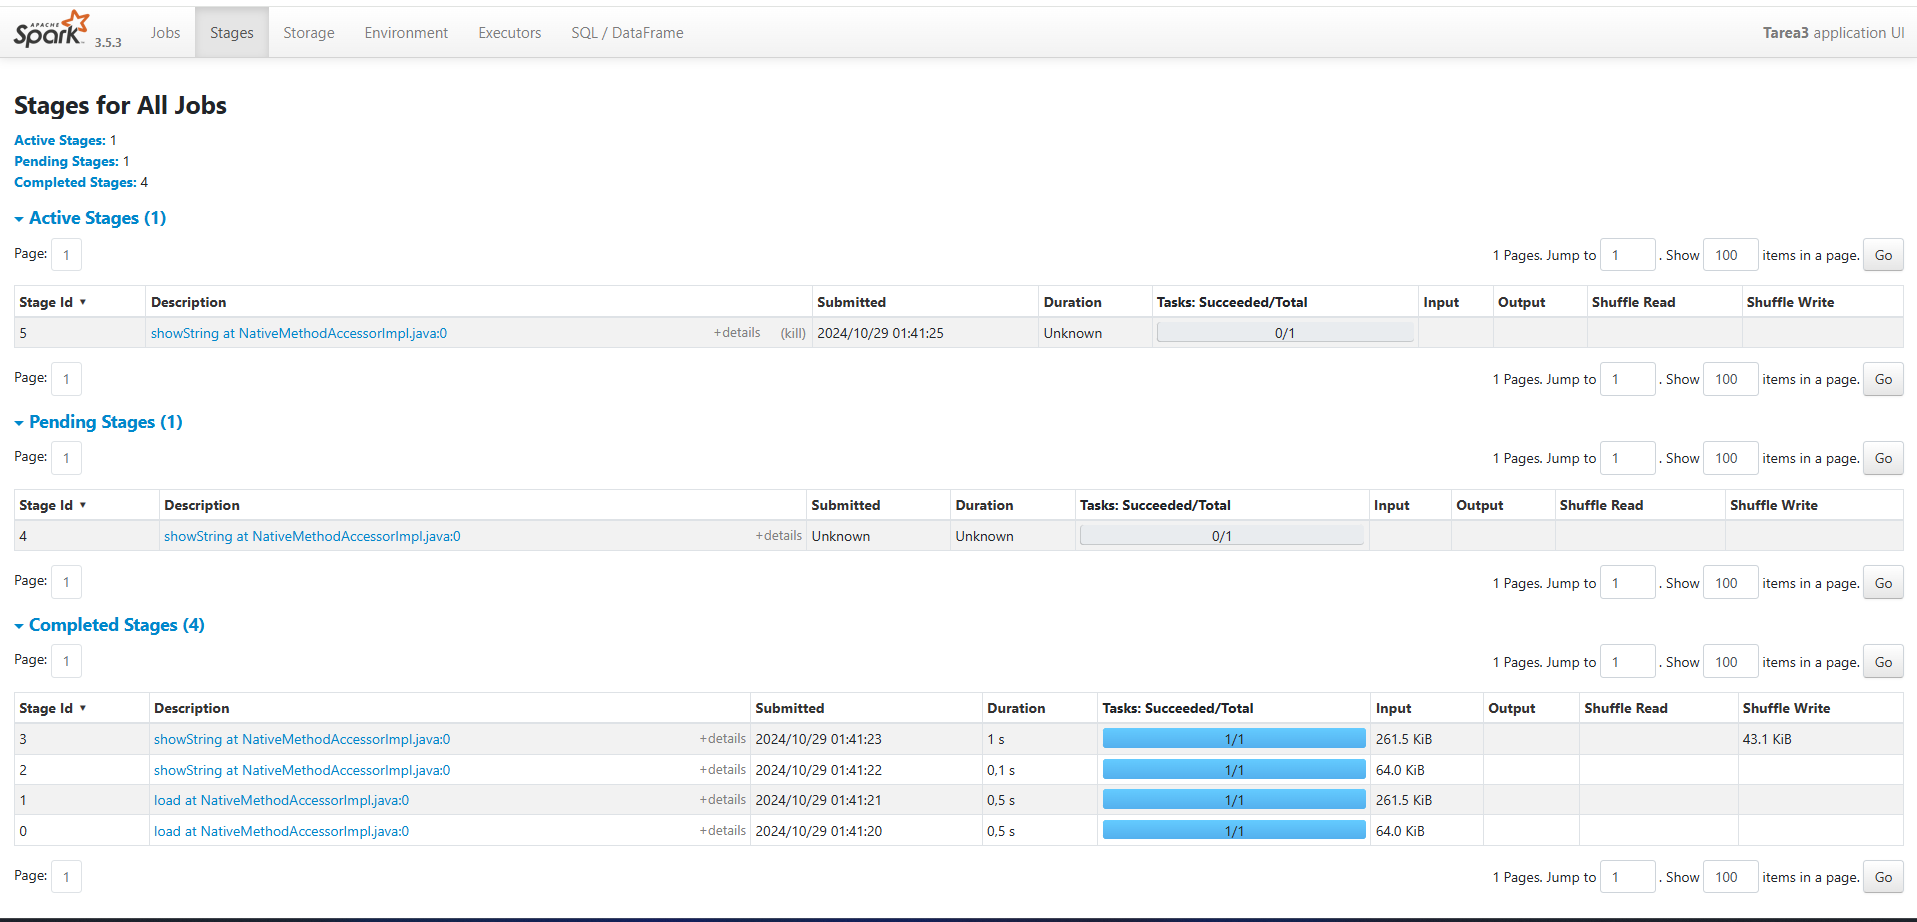 APACHE
Spark 3.5.3 Jobs Stages Storage Environment Executors SQL / DataFrame Tarea3 application UI
Stages for All Jobs
Active Stages: 1
Pending Stages: 1
Completed Stages: 4
Active Stages (1)
Page: 1 1 Pages. Jump to 1 . Show 100 items in a page. Go
Stage Id ▾ Description Submitted Duration Tasks: Succeeded/Total Input Output Shuffle Read Shuffle Write
5 showString at NativeMethodAccessorImpl.java:0 +details (kill) 2024/10/29 01:41:25 Unknown 0/1
Page: 1 1 Pages. Jump to 1 . Show 100 items in a page. Go
Pending Stages (1)
Page: 1 1 Pages. Jump to 1 . Show 100 items in a page. Go
Stage Id ▾ Description Submitted Duration Tasks: Succeeded/Total Input Output Shuffle Read Shuffle Write
4 showString at NativeMethodAccessorImpl.java:0 +details Unknown Unknown 0/1
Page: 1 1 Pages. Jump to 1 . Show 100 items in a page. Go
Completed Stages (4)
Page: 1 1 Pages. Jump to 1 . Show 100 items in a page. Go
Stage Id ▾ Description Submitted Duration Tasks: Succeeded/Total Input Output Shuffle Read Shuffle Write
3 showString at NativeMethodAccessorImpl.java:0 +details 2024/10/29 01:41:23 1 s 1/1 261.5 KiB 43.1 KiB
2 showString at NativeMethodAccessorImpl.java:0 +details 2024/10/29 01:41:22 0,1 s 1/1 64.0 KiB
1 load at NativeMethodAccessorImpl.java:0 +details 2024/10/29 01:41:21 0,5 s 1/1 261.5 KiB
0 load at NativeMethodAccessorImpl.java:0 +details 2024/10/29 01:41:20 0,5 s 1/1 64.0 KiB
Page: 1 1 Pages. Jump to 1 . Show 100 items in a page. Go